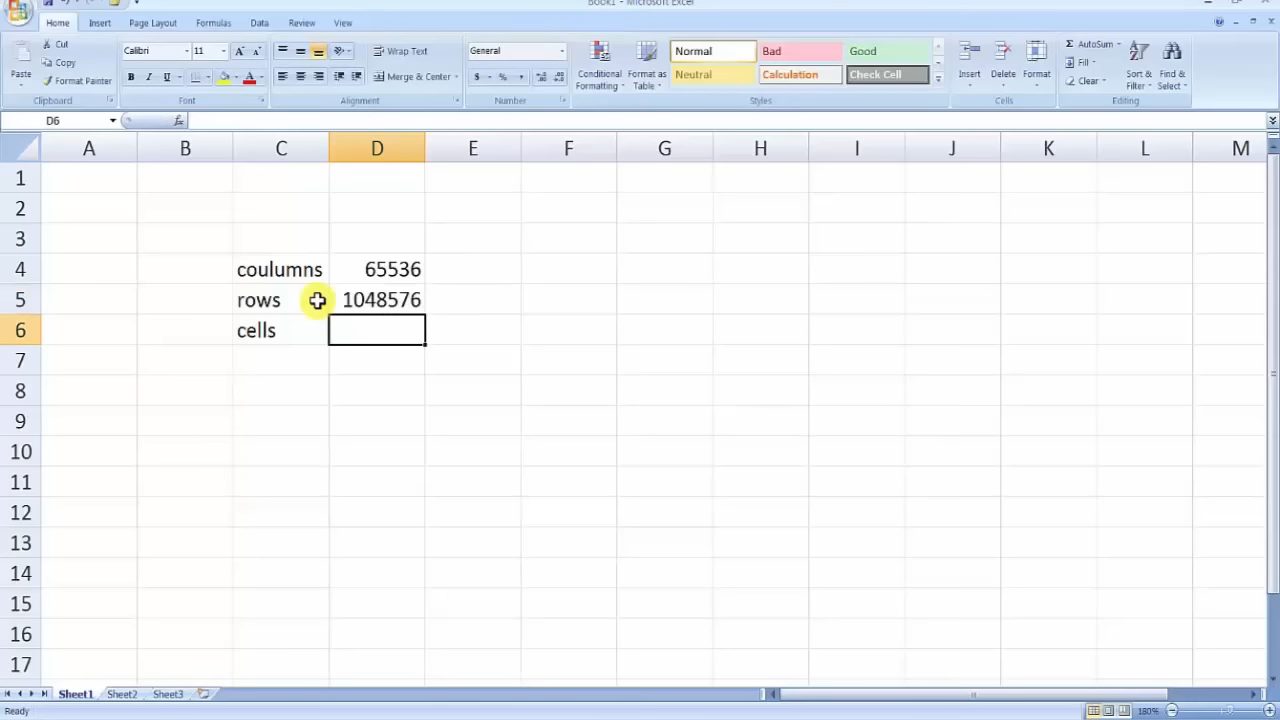 Book1 - Microsoft Excel
Home Insert Page Layout Formulas Data Review View
Cut
Copy
Format Painter
Paste
Clipboard
Calibri 11
B I U
Font
Wrap Text
Merge & Center
Alignment
General
$ % ,
Number
Conditional Formatting
Format as Table
Normal Bad Good
Neutral Calculation Check Cell
Styles
Insert Delete Format
Cells
AutoSum
Fill
Clear
Sort & Filter
Find & Select
Editing
D6 fx
A B C D E F G H I J K L M
1
2
3
4 coulumns 65536
5 rows 1048576
6 cells
7
8
9
10
11
12
13
14
15
16
17
Sheet1 Sheet2 Sheet3
Ready 180%